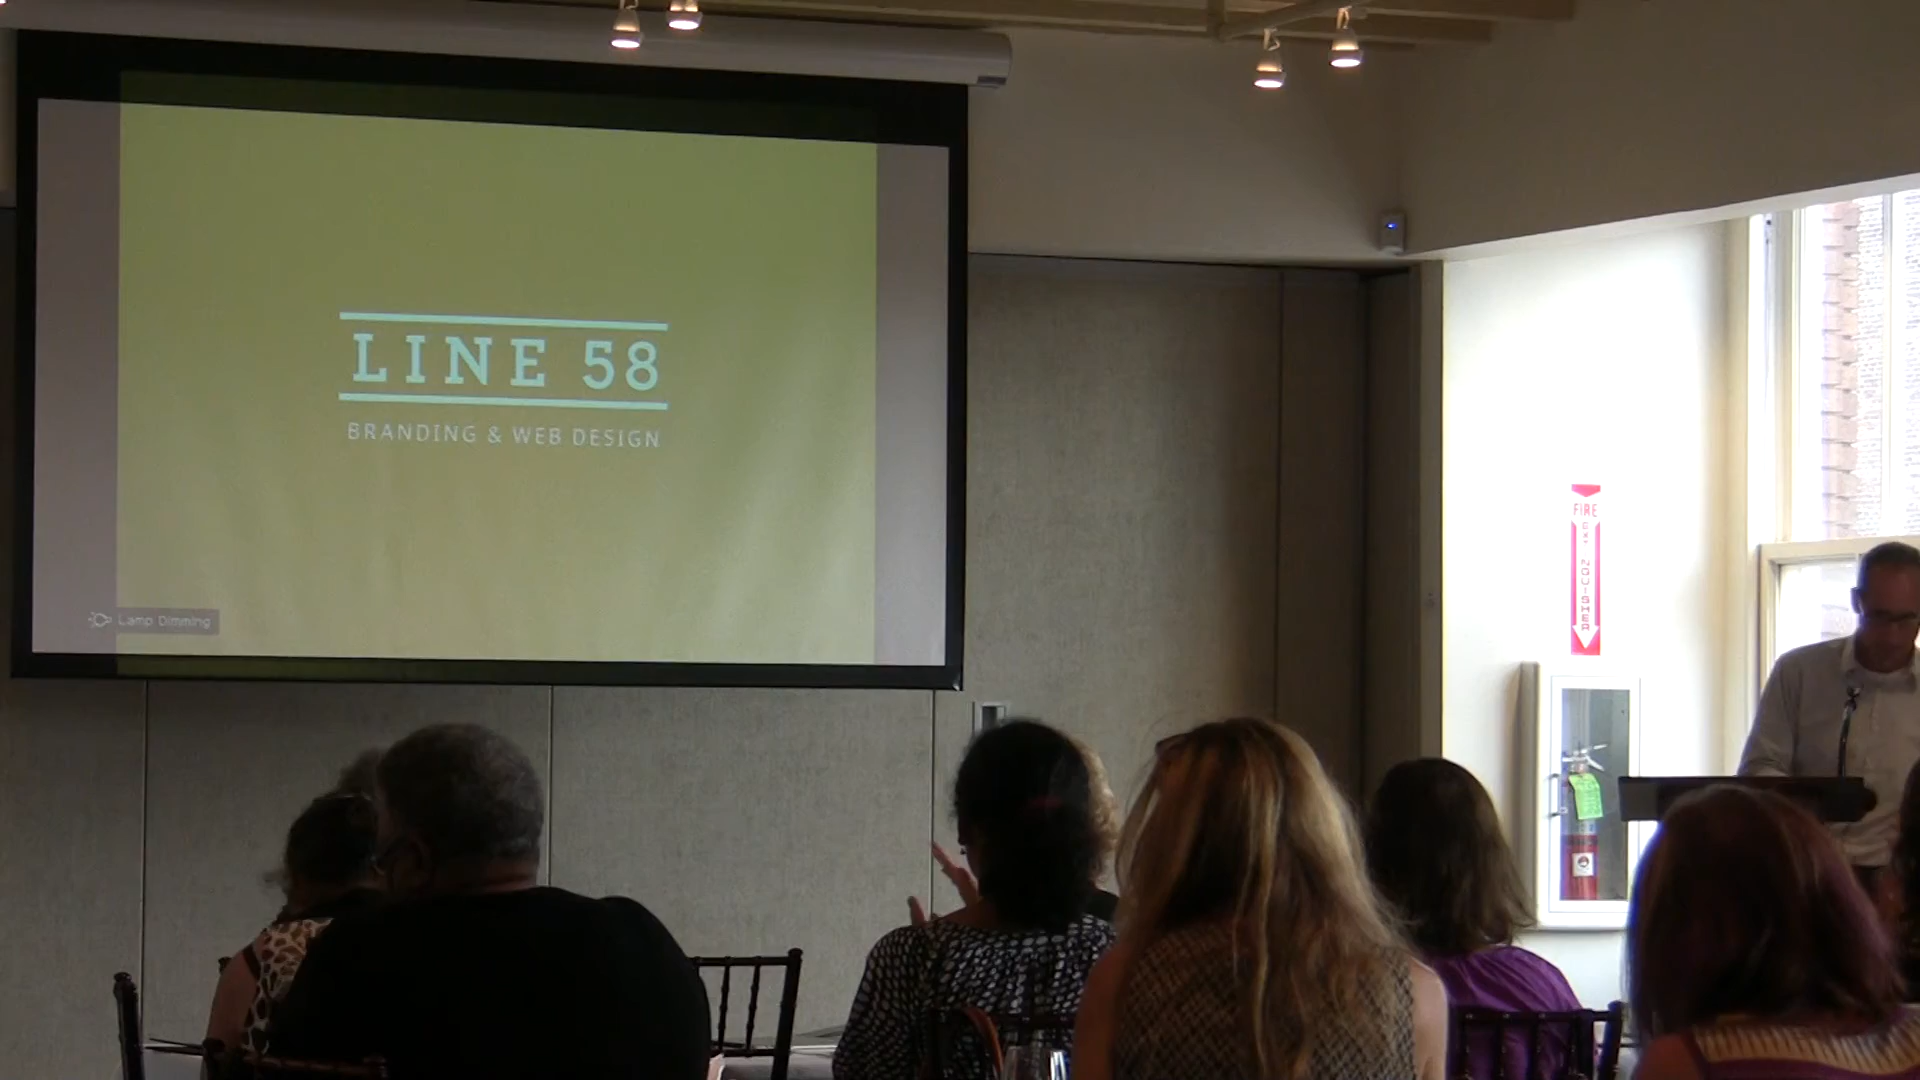 LINE 58
BRANDING & WEB DESIGN
Lamp Dimming
FIRE
EXTINGUISHER